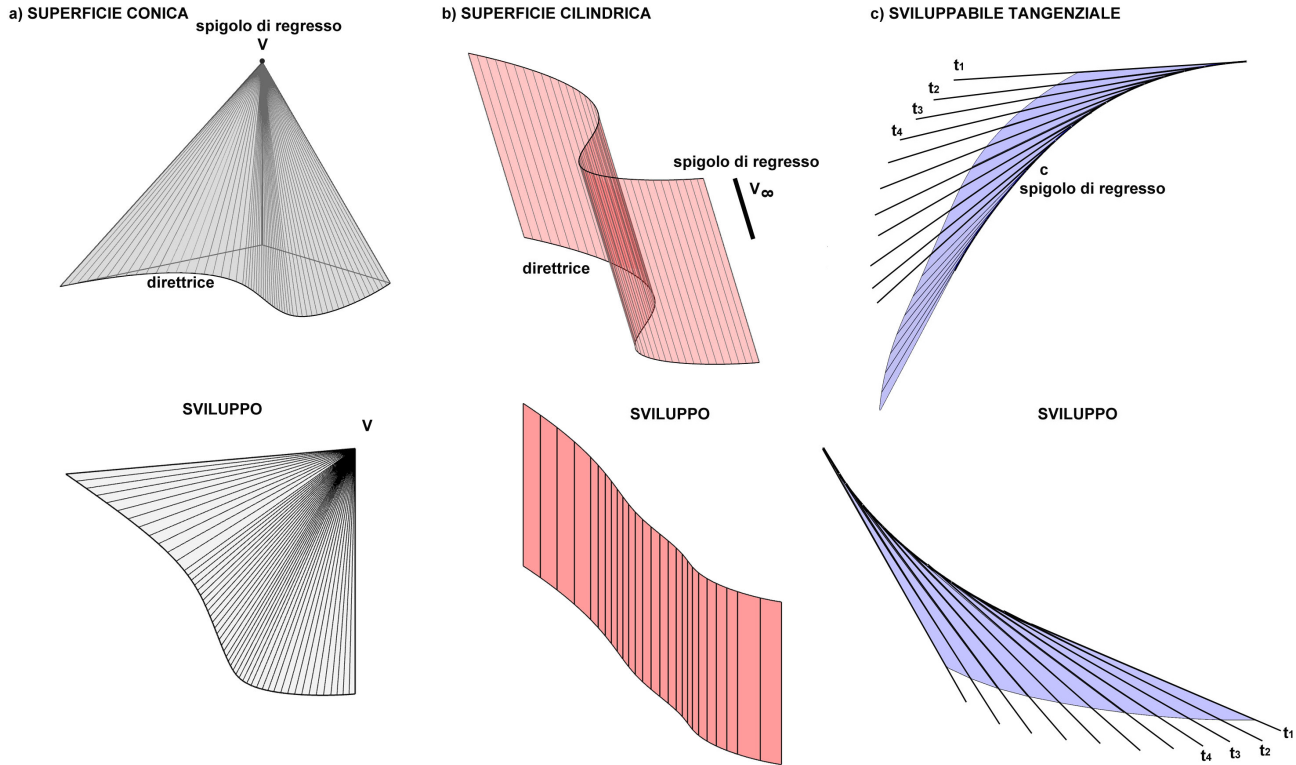 a) SUPERFICIE CONICA
spigolo di regresso
V
direttrice
SVILUPPO
V
b) SUPERFICIE CILINDRICA
spigolo di regresso
V∞
direttrice
SVILUPPO
c) SVILUPPABILE TANGENZIALE
t1
t2
t3
t4
c
spigolo di regresso
SVILUPPO
t4
t3
t2
t1